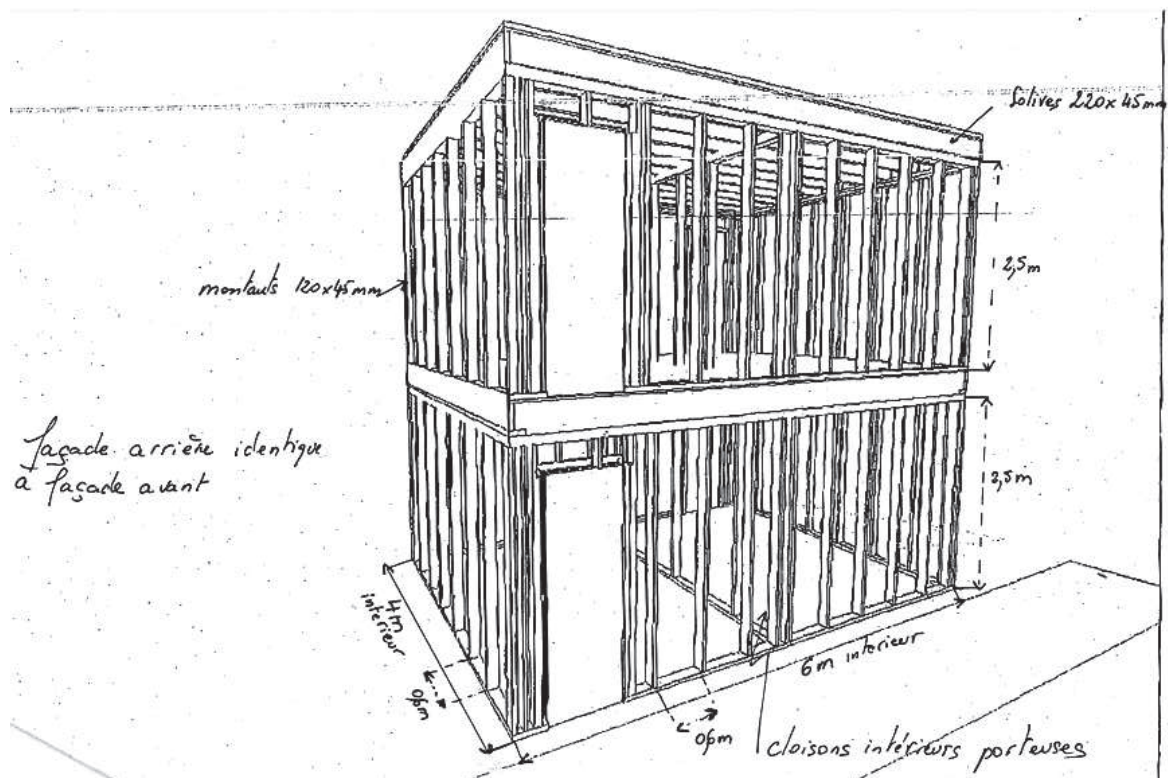 Solives 220x45mm
2,5m
montants 120x45mm
façade arrière identique
a façade avant
2,5m
4m
intérieur
6m interieur
0,6m
0,6m
cloisons intérieurs porteuses